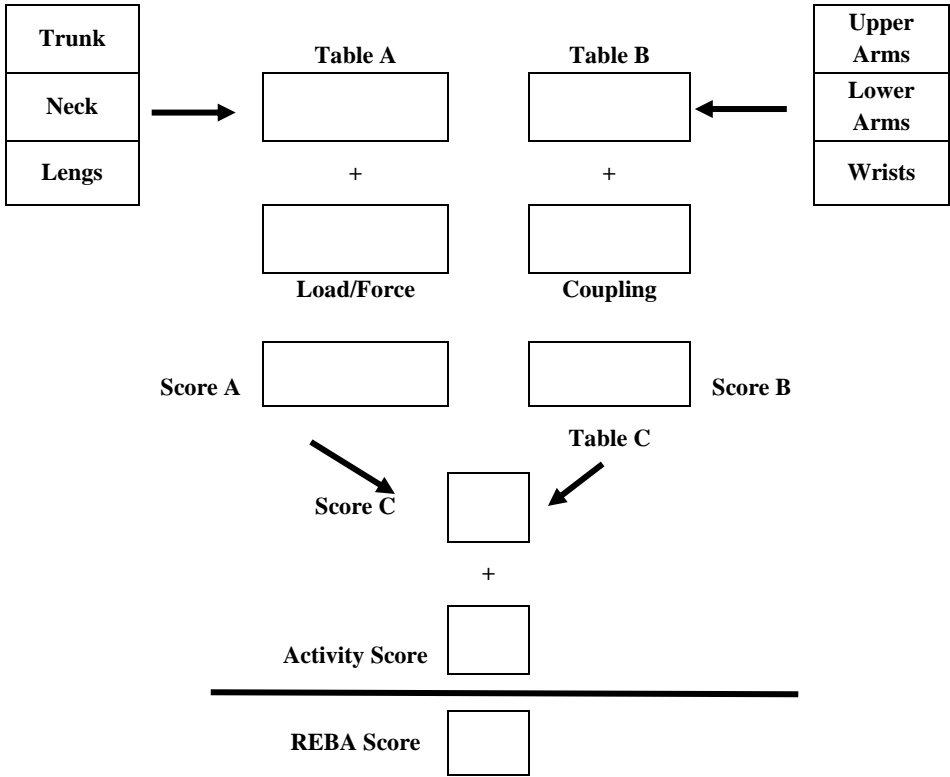 Trunk
Neck
Lengs
Table A
Table B
Upper
Arms
Lower
Arms
Wrists
+
+
Load/Force
Coupling
Score A
Score B
Table C
Score C
+
Activity Score
REBA Score